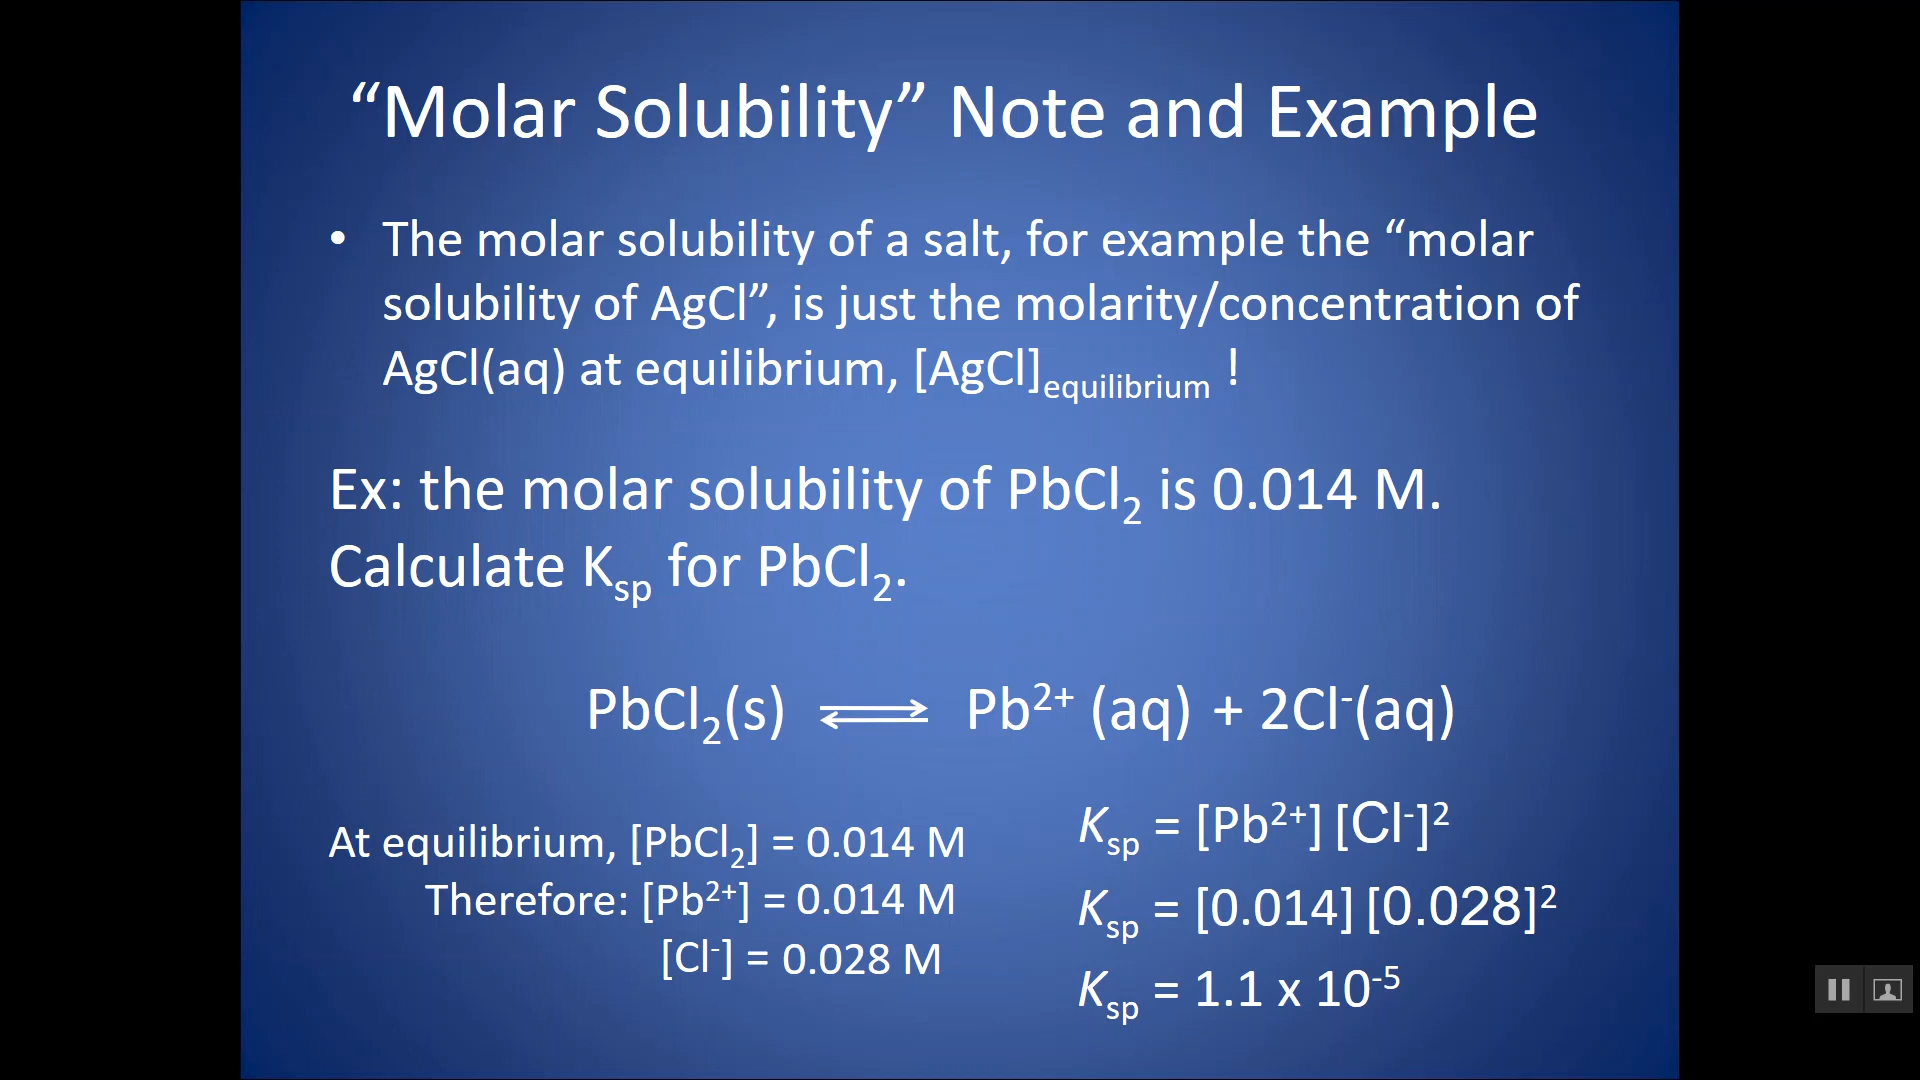 “Molar Solubility” Note and Example
• The molar solubility of a salt, for example the “molar
solubility of AgCl”, is just the molarity/concentration of
AgCl(aq) at equilibrium, [AgCl]equilibrium !
Ex: the molar solubility of PbCl₂ is 0.014 M.
Calculate Ksp for PbCl₂.
PbCl₂(s) ⇌ Pb²⁺ (aq) + 2Cl⁻(aq)
At equilibrium, [PbCl₂] = 0.014 M
Therefore: [Pb²⁺] = 0.014 M
[Cl⁻] = 0.028 M
Ksp = [Pb²⁺] [Cl⁻]²
Ksp = [0.014] [0.028]²
Ksp = 1.1 x 10⁻⁵